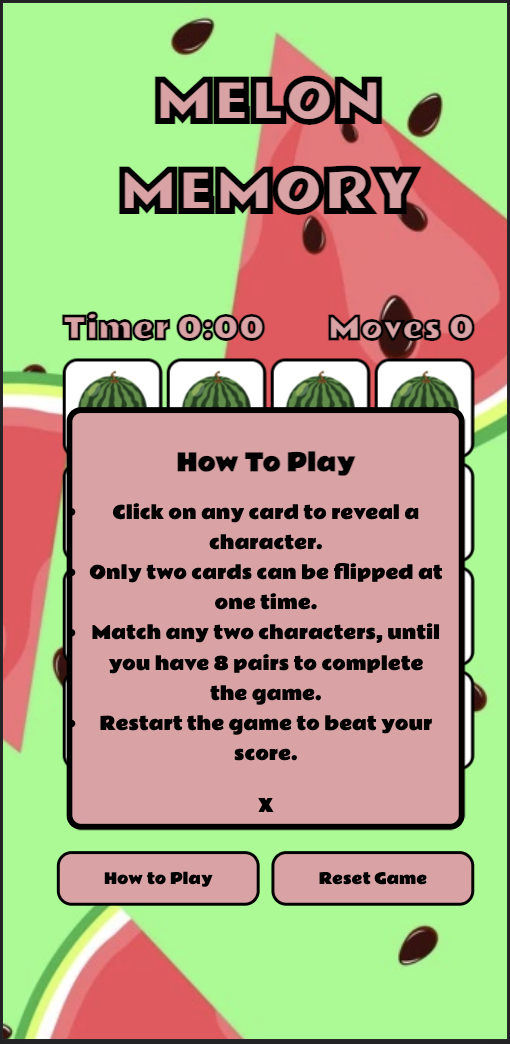 MELON
MEMORY
Timer 0:00
Moves 0
How To Play
• Click on any card to reveal a
character.
• Only two cards can be flipped at
one time.
• Match any two characters, until
you have 8 pairs to complete
the game.
• Restart the game to beat your
score.
X
How to Play
Reset Game